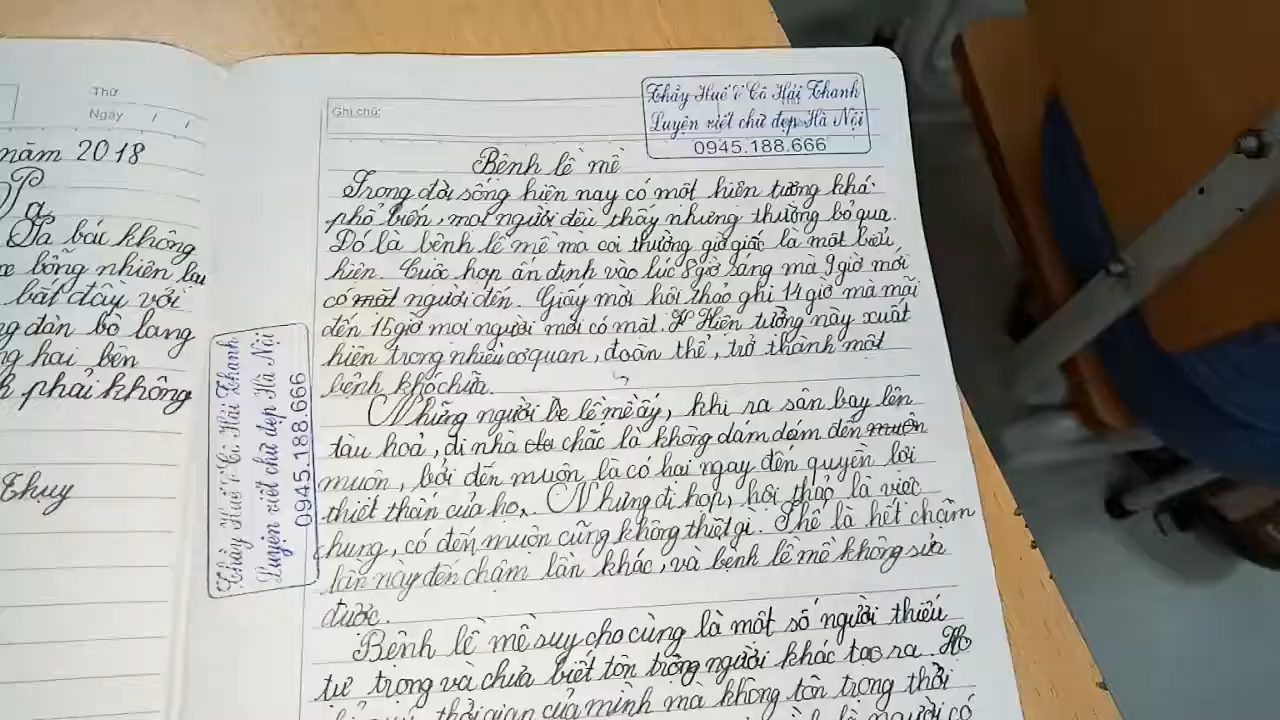 Thứ
Ngày / /
năm 2018
Pa
Pa bác không
bỗng nhiên lại
bắt đầy với
đàn bò lang
hai bên
phải không
Thuy
Ghi chú:
Thầy Huế & Cô Hải Thanh
Luyện viết chữ đẹp Hà Nội
0945.188.666
Thầy Huế & Cô Hải Thanh
Luyện viết chữ đẹp Hà Nội
0945.188.666
Bệnh lề mề
Trong đời sống hiện nay có một hiện tượng khá
phổ biến, mọi người đều thấy nhưng thường bỏ qua.
Đó là bệnh lề mề mà coi thường giờ giấc là một biểu
hiện. Cuộc họp ấn định vào lúc 8 giờ sáng mà 9 giờ mới
có mặt người đến. Giấy mời hội thảo ghi 14 giờ mà mãi
đến 15 giờ mọi người mới có mặt. H Hiện tượng này xuất
hiện trong nhiều cơ quan, đoàn thể, trở thành một
bệnh khó chữa.
Những người be lề mề ấy, khi ra sân bay lên
tàu hoả, đi nhà chắc là không dám dám đến muộn
muộn, bởi đến muộn là có hại ngay đến quyền lợi
thiết thân của họ. Nhưng đi họp, hội thảo là việc
chung, có đến muộn cũng không thiệt gì. Thế là hết chậm
lần này đến chậm lần khác, và bệnh lề mề không sửa
được.
Bệnh lề mề suy cho cùng là một số người thiếu
tự trọng và chưa biết tôn trọng người khác tạo ra. Họ
thời gian của mình mà không tôn trọng thời
lề mề người có